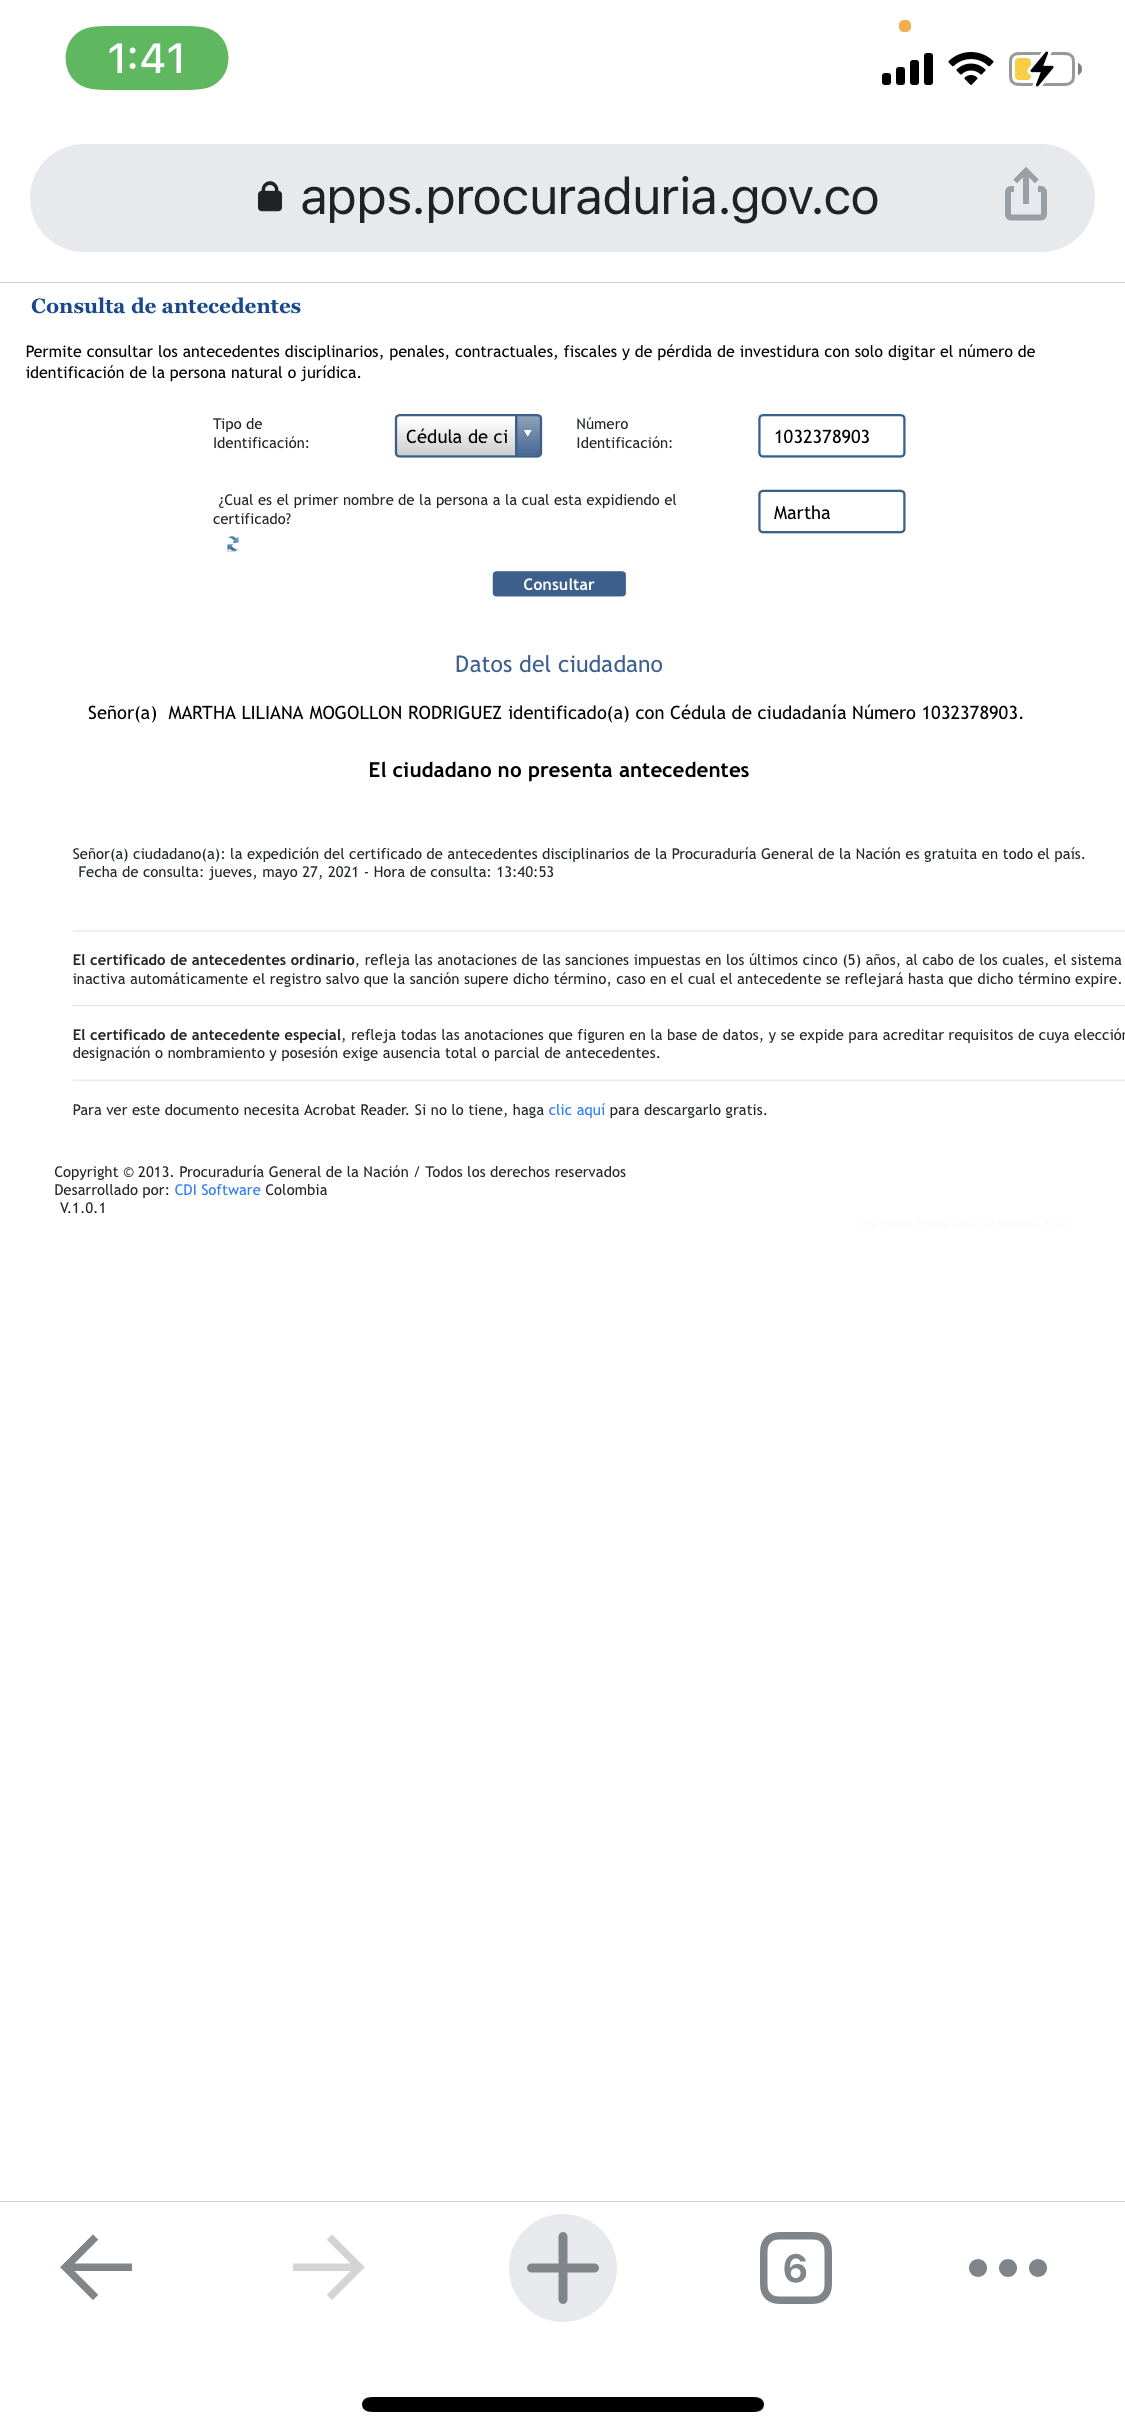 1:41
apps.procuraduria.gov.co
Consulta de antecedentes
Permite consultar los antecedentes disciplinarios, penales, contractuales, fiscales y de pérdida de investidura con solo digitar el número de
identificación de la persona natural o jurídica.
Tipo de
Identificación:
Cédula de ci
Número
Identificación:
1032378903
¿Cual es el primer nombre de la persona a la cual esta expidiendo el
certificado?
Martha
Consultar
Datos del ciudadano
Señor(a) MARTHA LILIANA MOGOLLON RODRIGUEZ identificado(a) con Cédula de ciudadanía Número 1032378903.
El ciudadano no presenta antecedentes
Señor(a) ciudadano(a): la expedición del certificado de antecedentes disciplinarios de la Procuraduría General de la Nación es gratuita en todo el país.
Fecha de consulta: jueves, mayo 27, 2021 - Hora de consulta: 13:40:53
El certificado de antecedentes ordinario, refleja las anotaciones de las sanciones impuestas en los últimos cinco (5) años, al cabo de los cuales, el sistema
inactiva automáticamente el registro salvo que la sanción supere dicho término, caso en el cual el antecedente se reflejará hasta que dicho término expire.
El certificado de antecedente especial, refleja todas las anotaciones que figuren en la base de datos, y se expide para acreditar requisitos de cuya elección
designación o nombramiento y posesión exige ausencia total o parcial de antecedentes.
Para ver este documento necesita Acrobat Reader. Si no lo tiene, haga clic aquí para descargarlo gratis.
Copyright © 2013. Procuraduría General de la Nación / Todos los derechos reservados
Desarrollado por: CDI Software Colombia
V.1.0.1
6